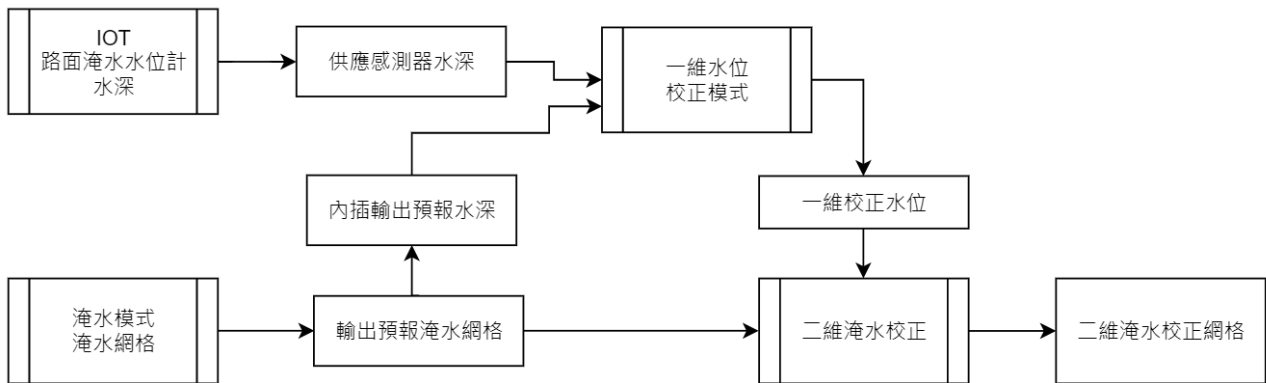 IOT
路面淹水水位計
水深
供應感測器水深
一維水位
校正模式
內插輸出預報水深
一維校正水位
淹水模式
淹水網格
輸出預報淹水網格
二維淹水校正
二維淹水校正網格